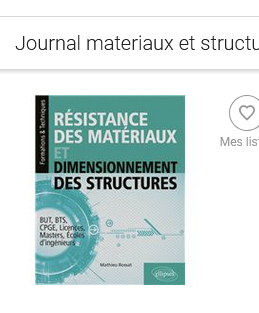 Journal materiaux et structu
Mes lis
Formations & Techniques
RÉSISTANCE
DES MATÉRIAUX
ET
DIMENSIONNEMENT
DES STRUCTURES
BUT, BTS,
CPGE, Licences,
Masters, Écoles
d'ingénieurs
Mathieu Rossat
ellipses